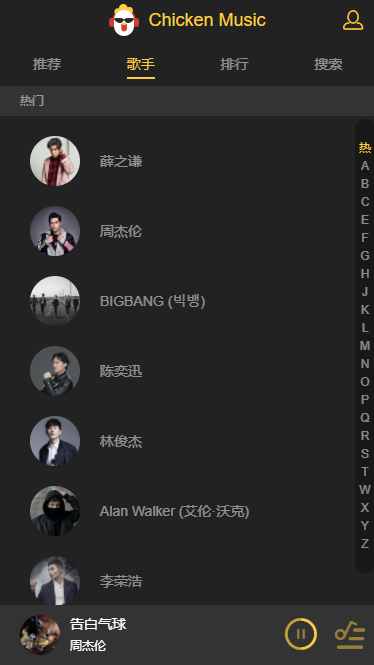 Chicken Music
推荐 歌手 排行 搜索
热门
薛之谦
周杰伦
BIGBANG (빅뱅)
陈奕迅
林俊杰
Alan Walker (艾伦·沃克)
李荣浩
热
A
B
C
E
F
G
H
J
K
L
M
N
O
P
Q
R
S
T
W
X
Y
Z
告白气球
周杰伦